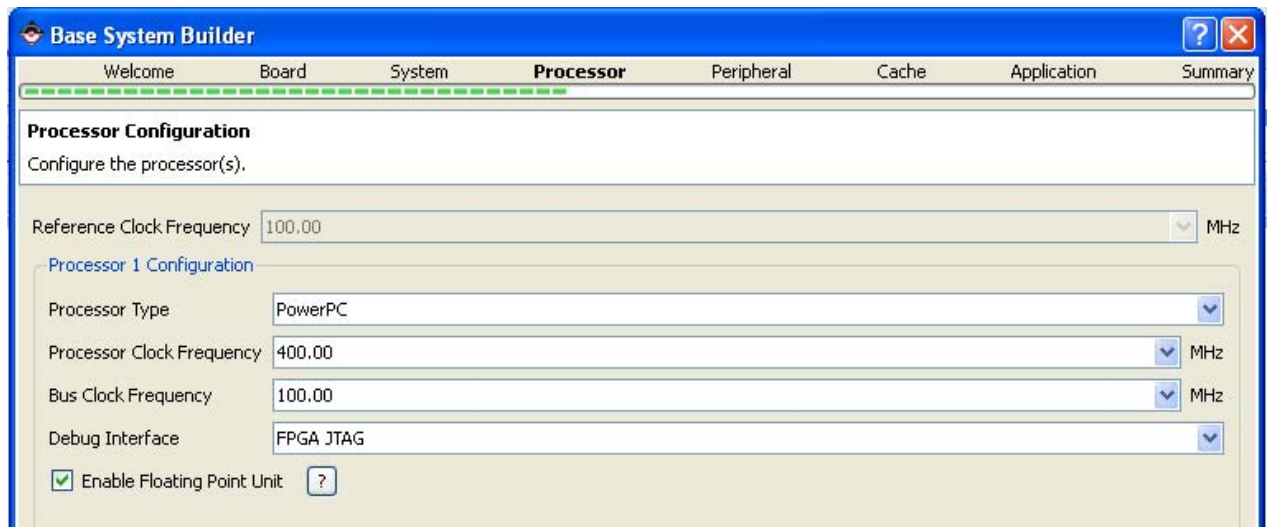 Base System Builder
?
Welcome Board System Processor Peripheral Cache Application Summary
Processor Configuration
Configure the processor(s).
Reference Clock Frequency 100.00 MHz
Processor 1 Configuration
Processor Type PowerPC
Processor Clock Frequency 400.00 MHz
Bus Clock Frequency 100.00 MHz
Debug Interface FPGA JTAG
Enable Floating Point Unit ?